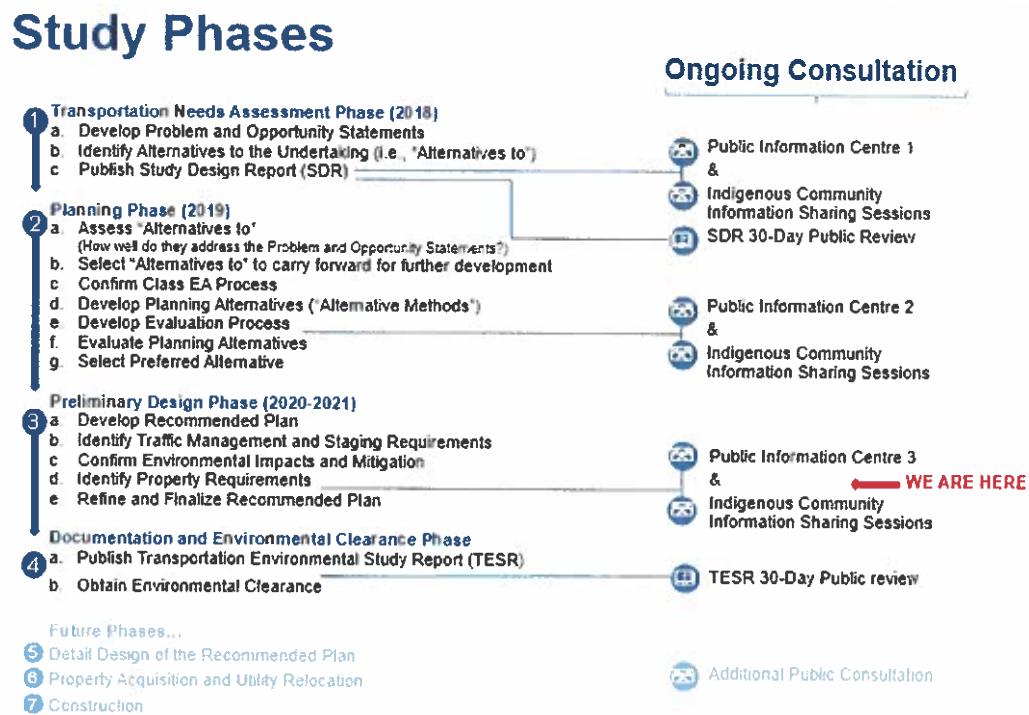 Study Phases
Ongoing Consultation
1 Transportation Needs Assessment Phase (2018)
a. Develop Problem and Opportunity Statements
b. Identify Alternatives to the Undertaking (i.e., "Alternatives to")
c Publish Study Design Report (SDR)
Public Information Centre 1
&
Indigenous Community
Information Sharing Sessions
SDR 30-Day Public Review
2 Planning Phase (2019)
a. Assess "Alternatives to"
(How well do they address the Problem and Opportunity Statements?)
b. Select "Alternatives to" to carry forward for further development
c Confirm Class EA Process
d. Develop Planning Alternatives ("Alternative Methods")
e Develop Evaluation Process
f. Evaluate Planning Alternatives
g. Select Preferred Alternative
Public Information Centre 2
&
Indigenous Community
Information Sharing Sessions
3 Preliminary Design Phase (2020-2021)
a Develop Recommended Plan
b. Identify Traffic Management and Staging Requirements
c Confirm Environmental Impacts and Mitigation
d. Identify Property Requirements
e Refine and Finalize Recommended Plan
Public Information Centre 3
&
Indigenous Community
Information Sharing Sessions
WE ARE HERE
4 Documentation and Environmental Clearance Phase
a. Publish Transportation Environmental Study Report (TESR)
b. Obtain Environmental Clearance
TESR 30-Day Public review
Future Phases...
5 Detail Design of the Recommended Plan
6 Property Acquisition and Utility Relocation
7 Construction
Additional Public Consultation